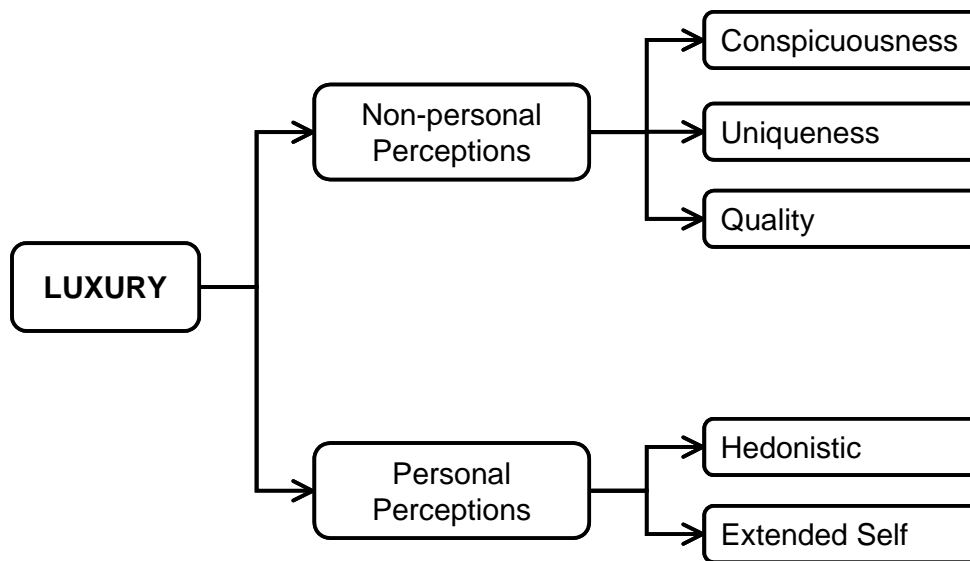 LUXURY
Non-personal
Perceptions
Conspicuousness
Uniqueness
Quality
Personal
Perceptions
Hedonistic
Extended Self